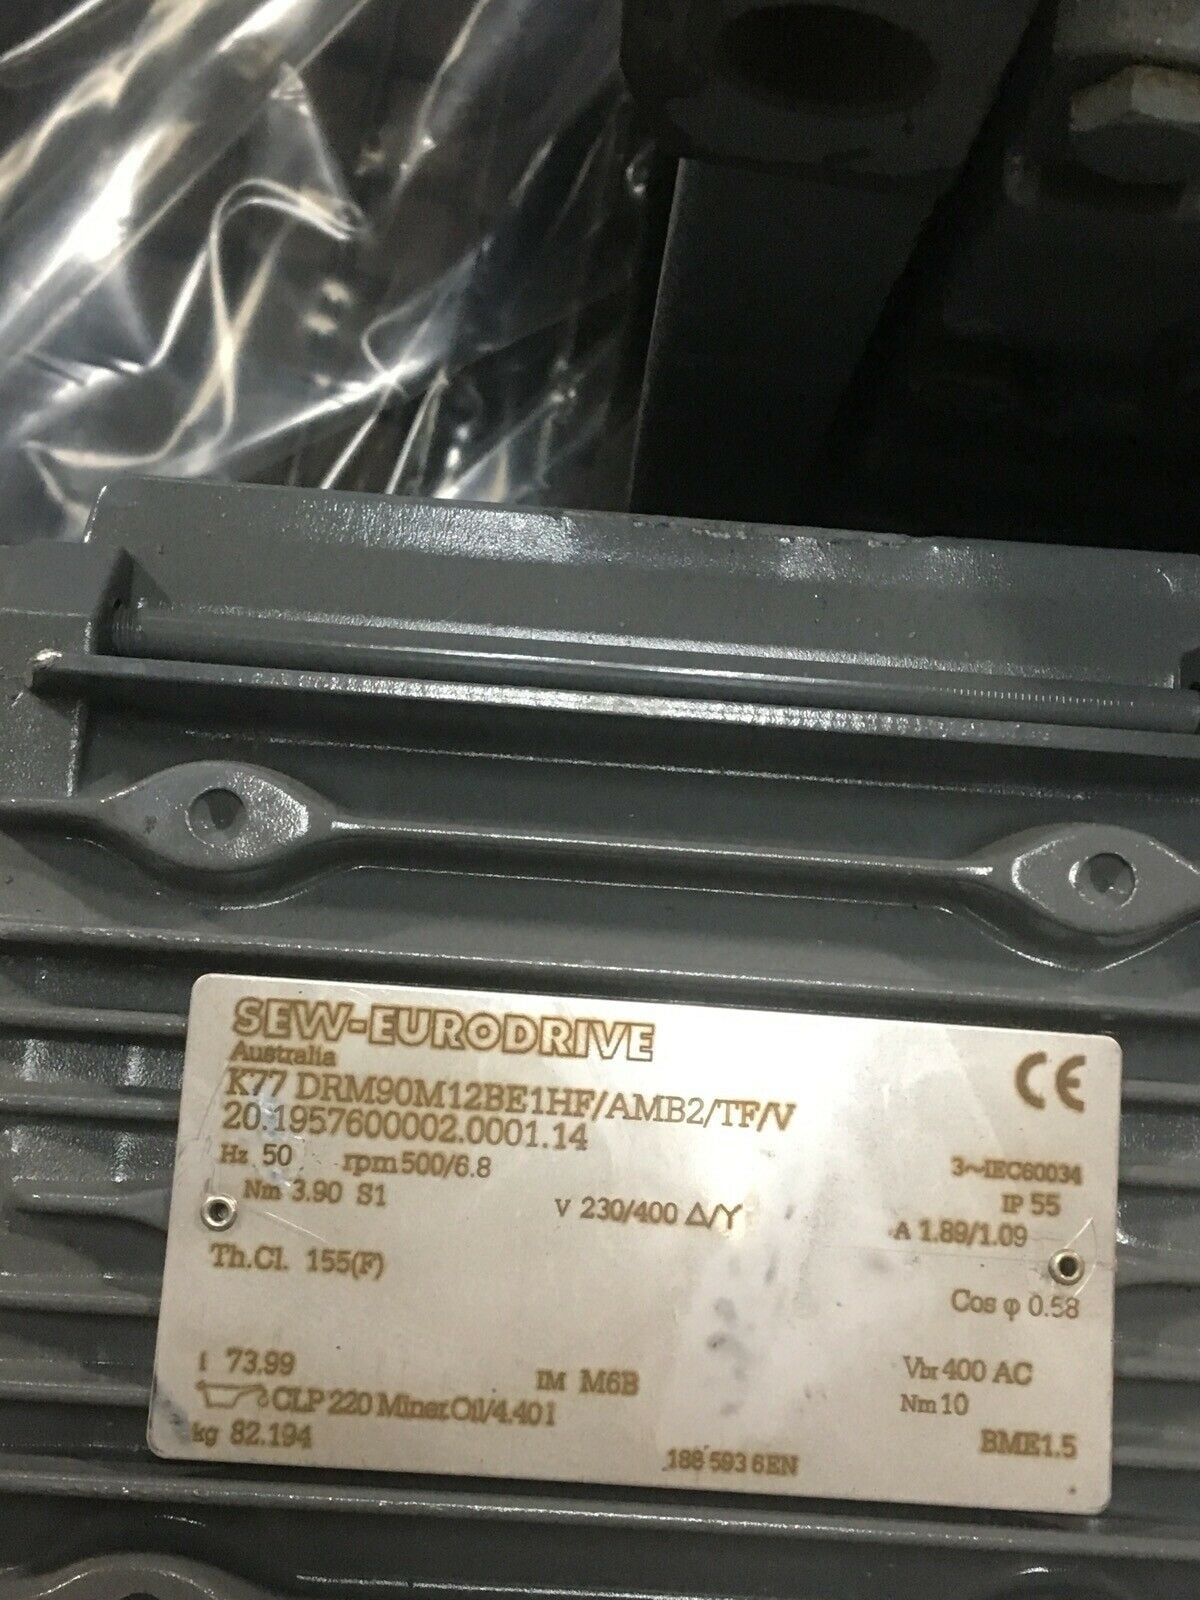 SEW-EURODRIVE
Australia
CE
K77 DRM90M12BE1HF/AMB2/TF/V
20.1957600002.0001.14
Hz 50 rpm 500/6.8 3~IEC60034
Nm 3.90 S1 V 230/400 Δ/Y IP 55
A 1.89/1.09
Th.Cl. 155(F)
Cos φ 0.58
i 73.99 IM M6B Vbr 400 AC
CLP 220 Miner.Oil/4.40 l Nm 10
kg 82.194 188 593 6EN BME1.5